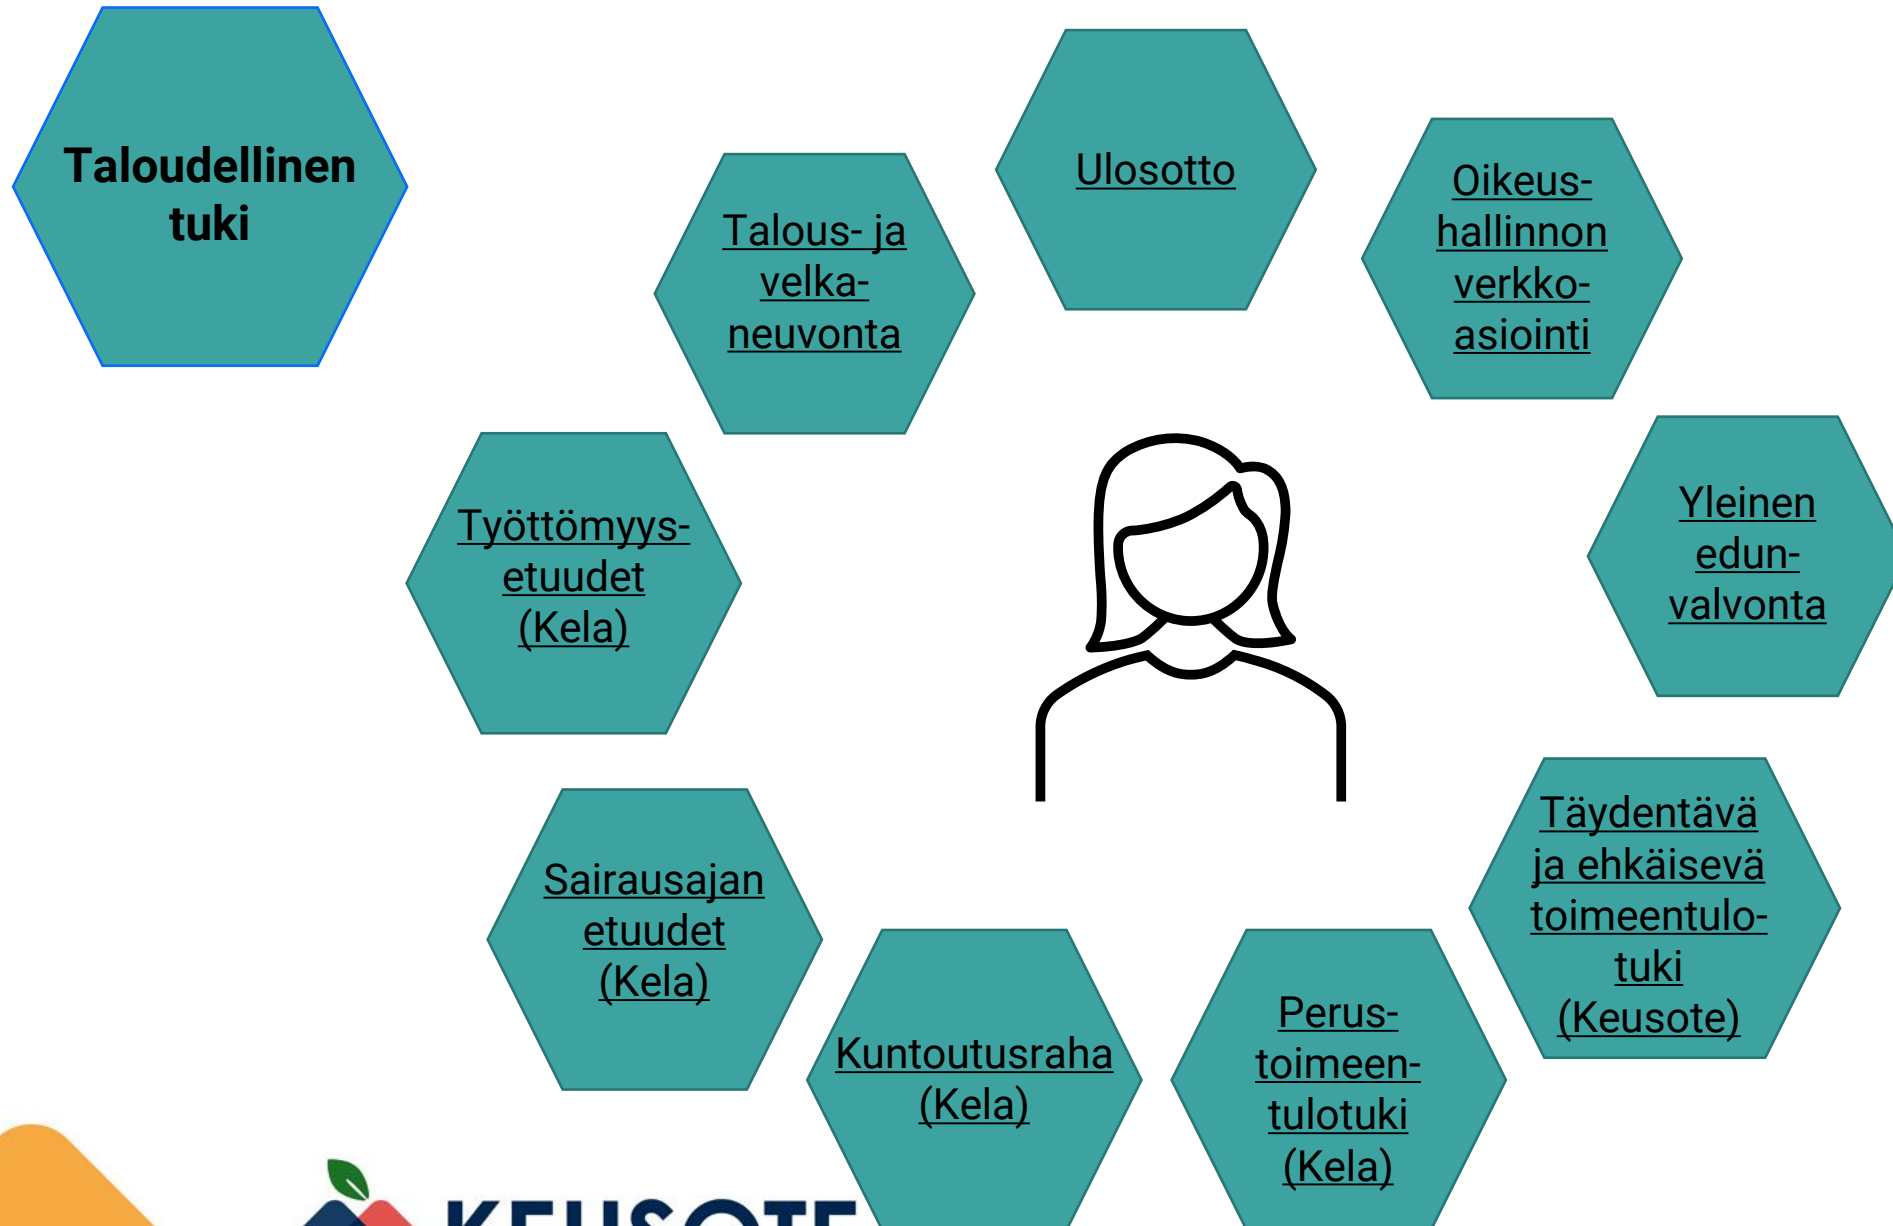 Taloudellinen
tuki
Ulosotto
Oikeus-
hallinnon
verkko-
asiointi
Talous- ja
velka-
neuvonta
Yleinen
edun-
valvonta
Työttömyys-
etuudet
(Kela)
Täydentävä
ja ehkäisevä
toimeentulo-
tuki
(Keusote)
Sairausajan
etuudet
(Kela)
Kuntoutusraha
(Kela)
Perus-
toimeen-
tulotuki
(Kela)
KEUSOTE